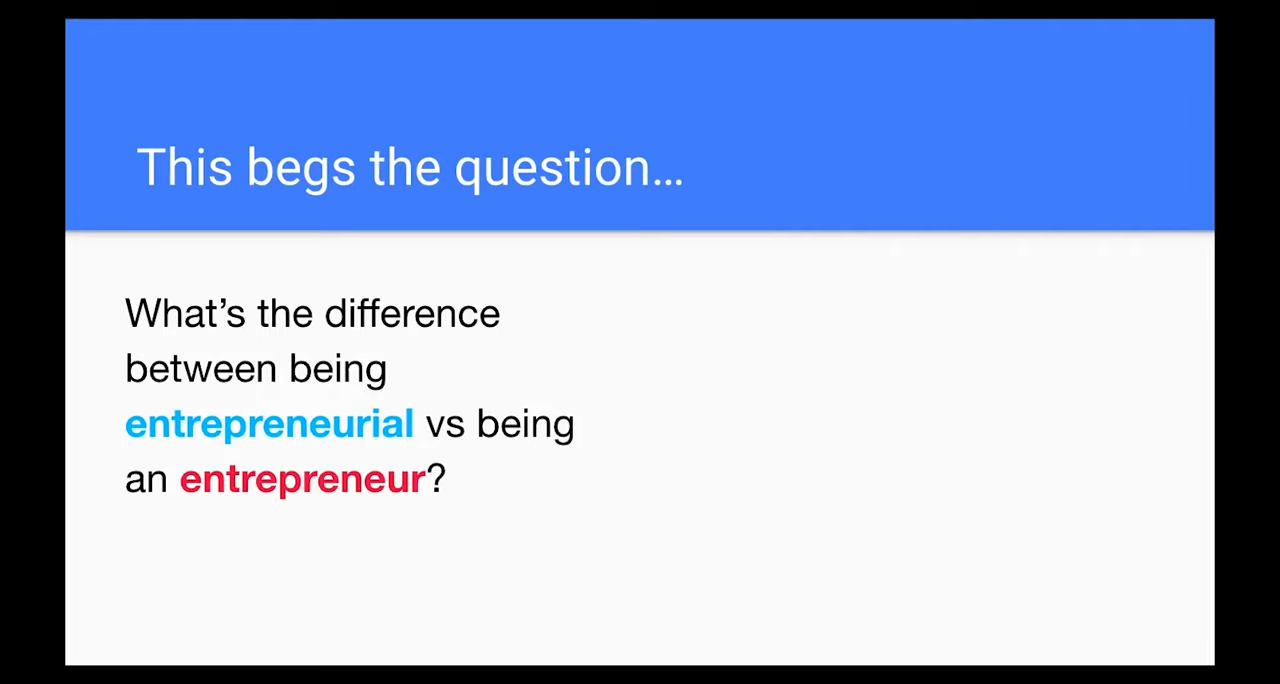 This begs the question…
What’s the difference
between being
entrepreneurial vs being
an entrepreneur?